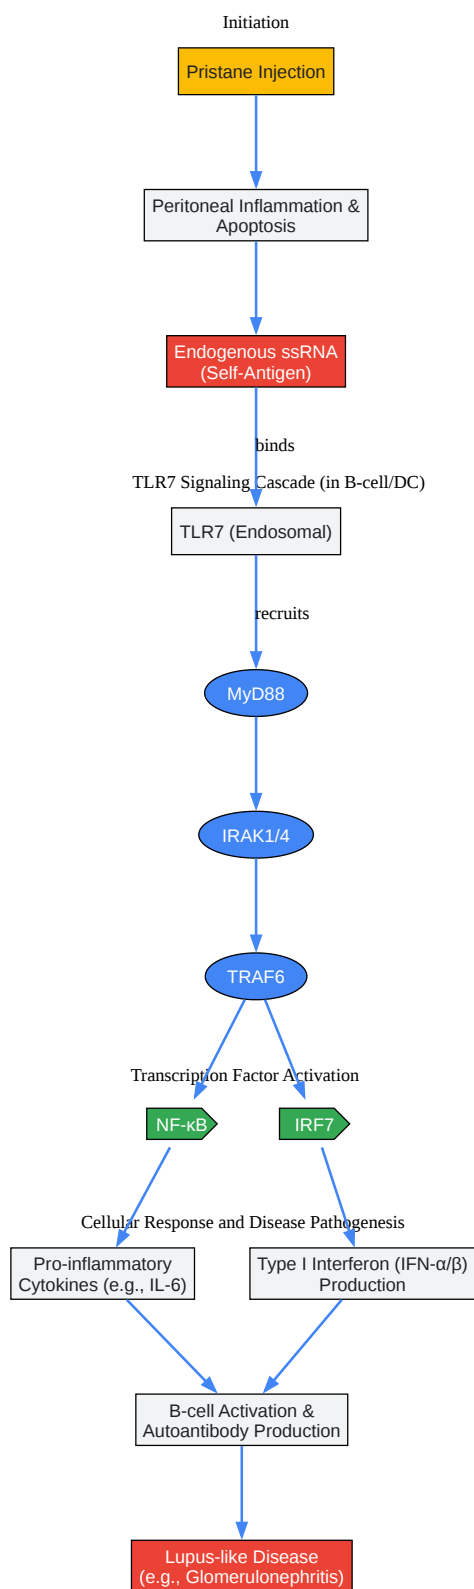 Initiation
Pristane Injection
Peritoneal Inflammation &
Apoptosis
Endogenous ssRNA
(Self-Antigen)
binds
TLR7 Signaling Cascade (in B-cell/DC)
TLR7 (Endosomal)
recruits
MyD88
IRAK1/4
TRAF6
Transcription Factor Activation
NF-κB
IRF7
Cellular Response and Disease Pathogenesis
Pro-inflammatory
Cytokines (e.g., IL-6)
Type I Interferon (IFN-α/β)
Production
B-cell Activation &
Autoantibody Production
Lupus-like Disease
(e.g., Glomerulonephritis)